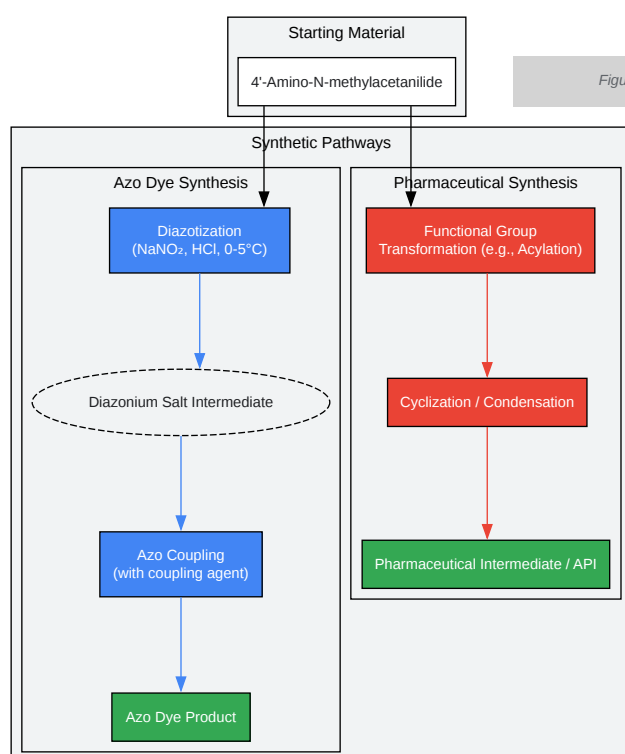 Starting Material
4'-Amino-N-methylacetanilide
Synthetic Pathways
Azo Dye Synthesis
Diazotization
(NaNO₂, HCl, 0-5°C)
Diazonium Salt Intermediate
Azo Coupling
(with coupling agent)
Azo Dye Product
Pharmaceutical Synthesis
Functional Group
Transformation (e.g., Acylation)
Cyclization / Condensation
Pharmaceutical Intermediate / API